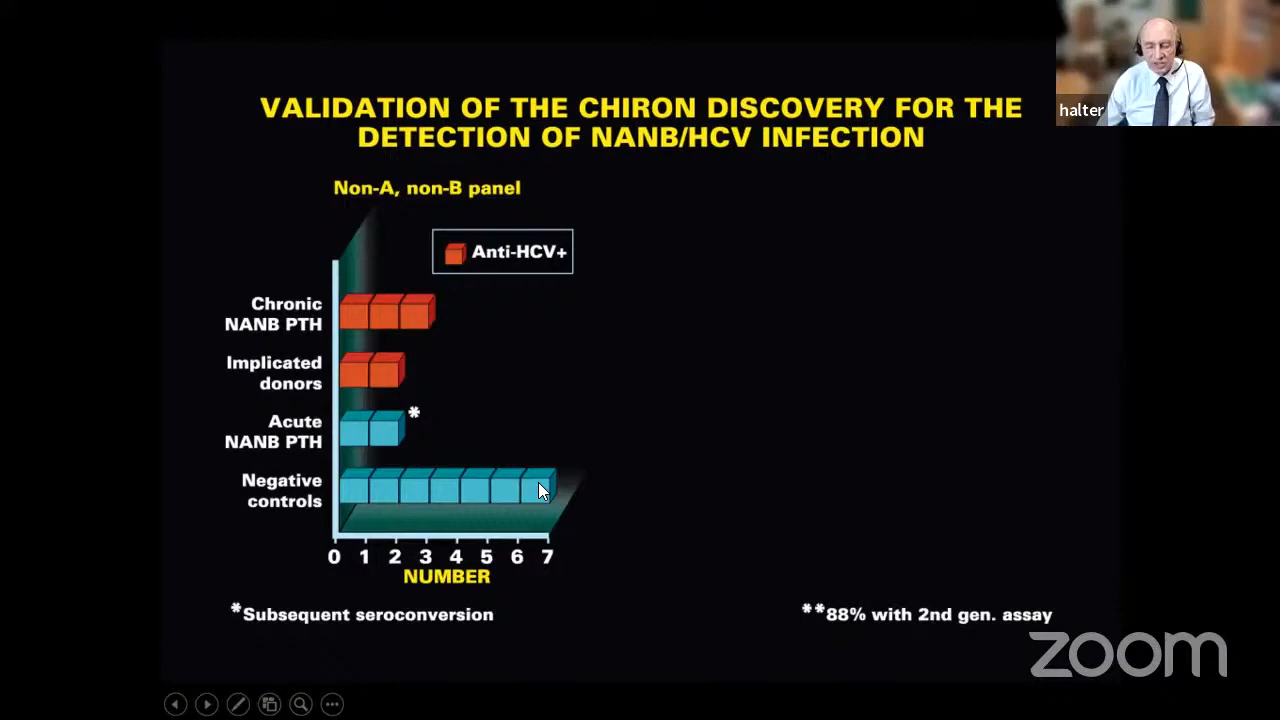 halter
VALIDATION OF THE CHIRON DISCOVERY FOR THE
DETECTION OF NANB/HCV INFECTION
Non-A, non-B panel
Anti-HCV+
Chronic
NANB PTH
Implicated
donors
Acute
NANB PTH
*
Negative
controls
0 1 2 3 4 5 6 7
NUMBER
*Subsequent seroconversion
**88% with 2nd gen. assay
zoom